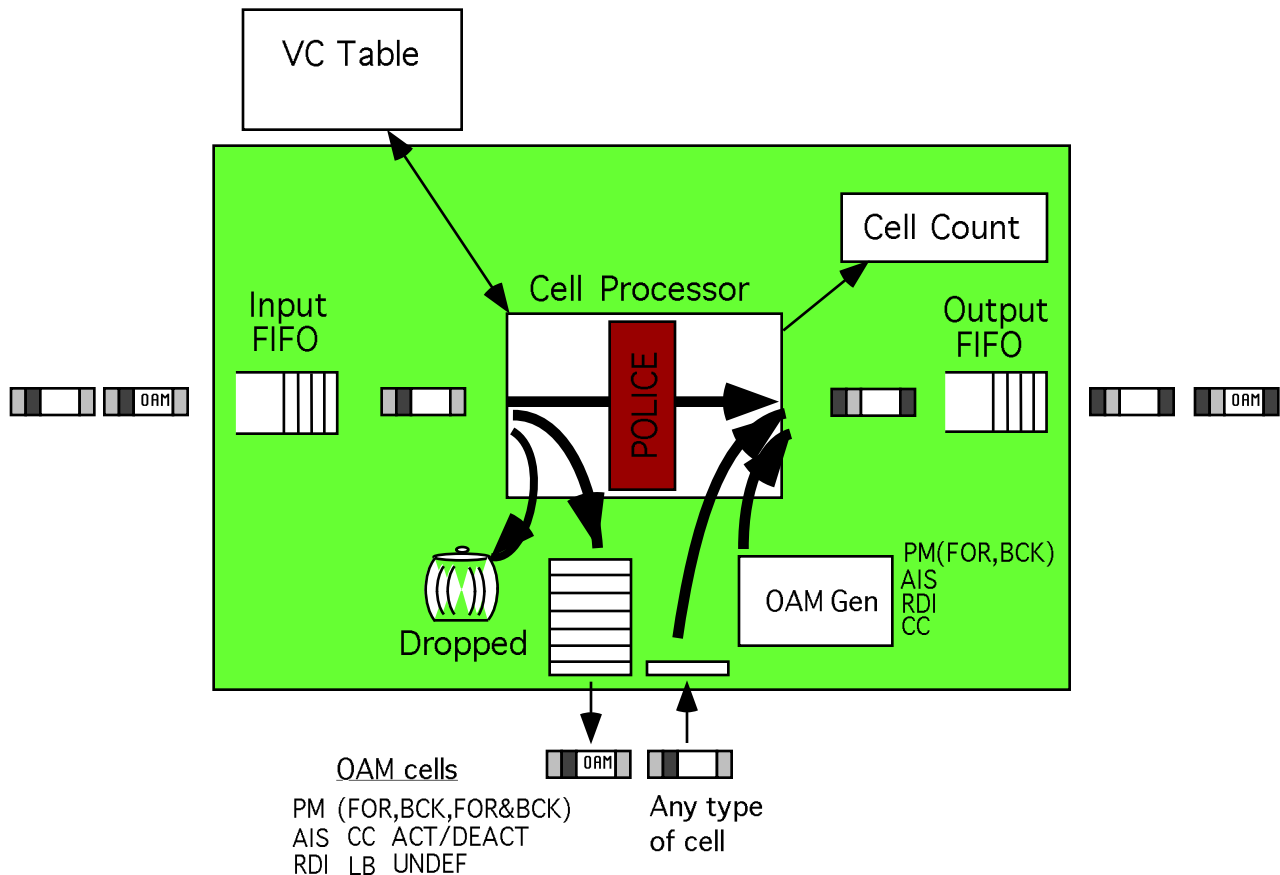 VC Table
Cell Count
Cell Processor
Input
FIFO
Output
FIFO
OAM
POLICE
OAM
PM(FOR,BCK)
AIS
RDI
CC
OAM Gen
Dropped
OAM
OAM cells
PM (FOR,BCK,FOR&BCK)
AIS CC ACT/DEACT
RDI LB UNDEF
Any type
of cell